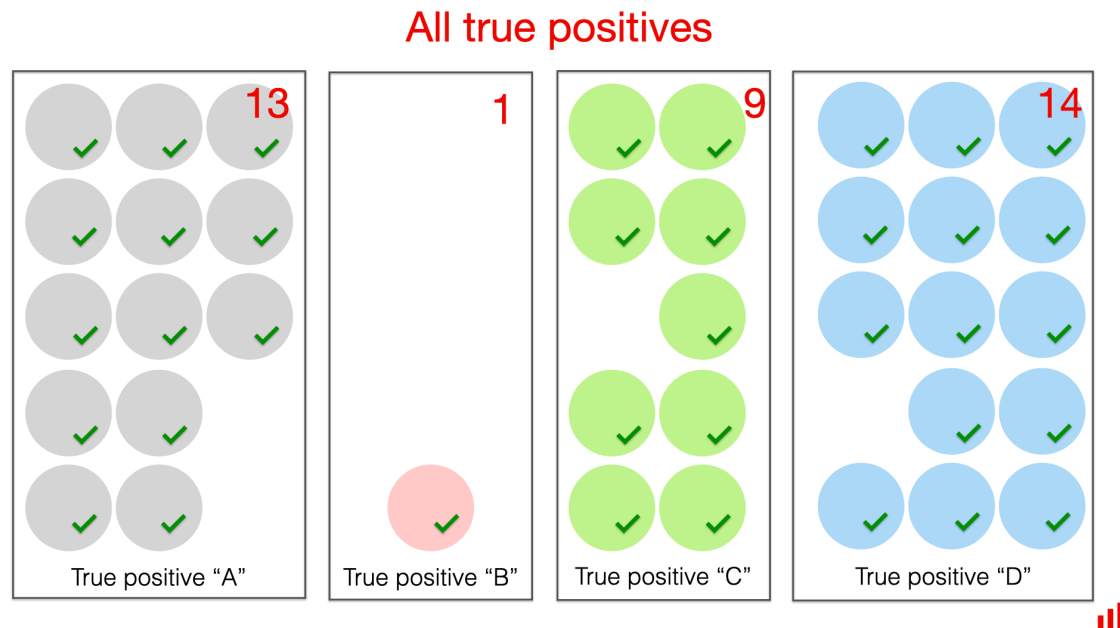 All true positives
13
1
9
14
True positive “A”
True positive “B”
True positive “C”
True positive “D”